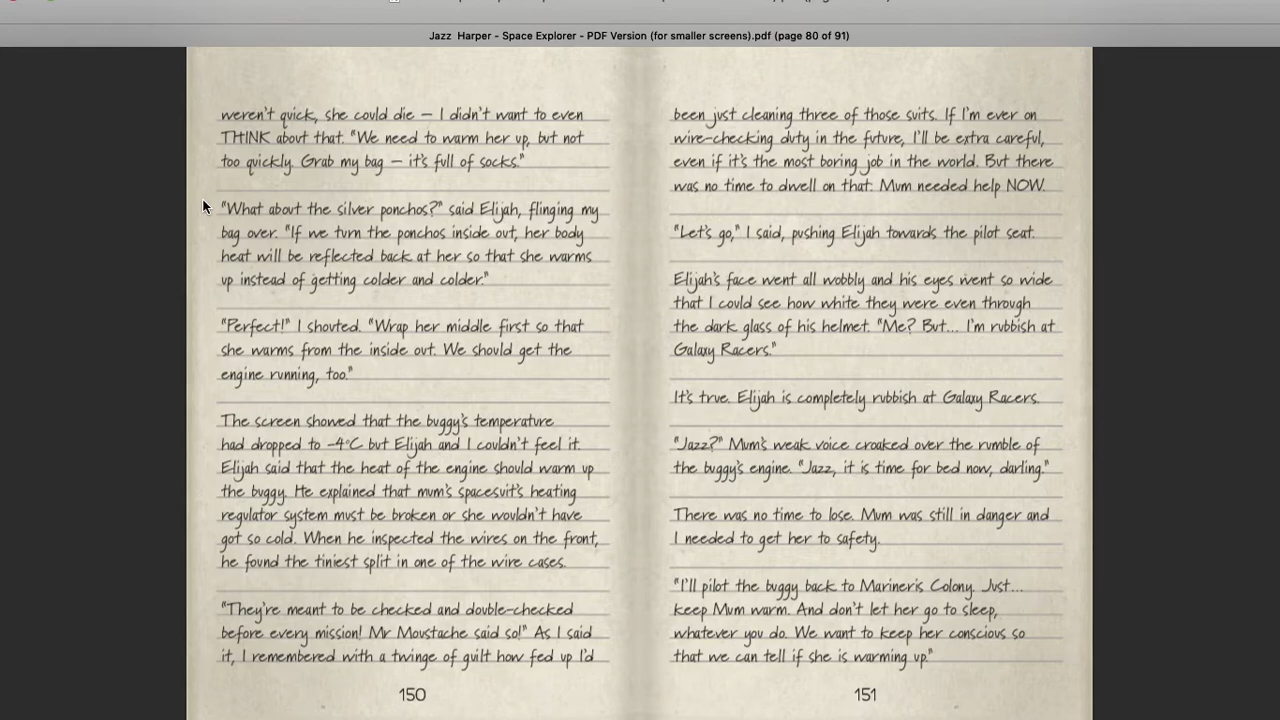 Jazz Harper - Space Explorer - PDF Version (for smaller screens).pdf (page 80 of 91)
weren't quick, she could die – I didn't want to even
THINK about that. "We need to warm her up, but not
too quickly. Grab my bag – it's full of socks."
"What about the silver ponchos?" said Elijah, flinging my
bag over. "If we turn the ponchos inside out, her body
heat will be reflected back at her so that she warms
up instead of getting colder and colder."
"Perfect!" I shouted. "Wrap her middle first so that
she warms from the inside out. We should get the
engine running, too."
The screen showed that the buggy's temperature
had dropped to -4°C but Elijah and I couldn't feel it.
Elijah said that the heat of the engine should warm up
the buggy. He explained that mum's spacesuit's heating
regulator system must be broken or she wouldn't have
got so cold. When he inspected the wires on the front,
he found the tiniest split in one of the wire cases.
"They're meant to be checked and double-checked
before every mission! Mr Moustache said so!" As I said
it, I remembered with a twinge of guilt how fed up I'd
150
been just cleaning three of those suits. If I'm ever on
wire-checking duty in the future, I'll be extra careful,
even if it's the most boring job in the world. But there
was no time to dwell on that. Mum needed help NOW.
"Let's go," I said, pushing Elijah towards the pilot seat.
Elijah's face went all wobbly and his eyes went so wide
that I could see how white they were even through
the dark glass of his helmet. "Me? But... I'm rubbish at
Galaxy Racers."
It's true. Elijah is completely rubbish at Galaxy Racers.
"Jazz?" Mum's weak voice croaked over the rumble of
the buggy's engine. "Jazz, it is time for bed now, darling."
There was no time to lose. Mum was still in danger and
I needed to get her to safety.
"I'll pilot the buggy back to Marineris Colony. Just...
keep Mum warm. And don't let her go to sleep,
whatever you do. We want to keep her conscious so
that we can tell if she is warming up."
151